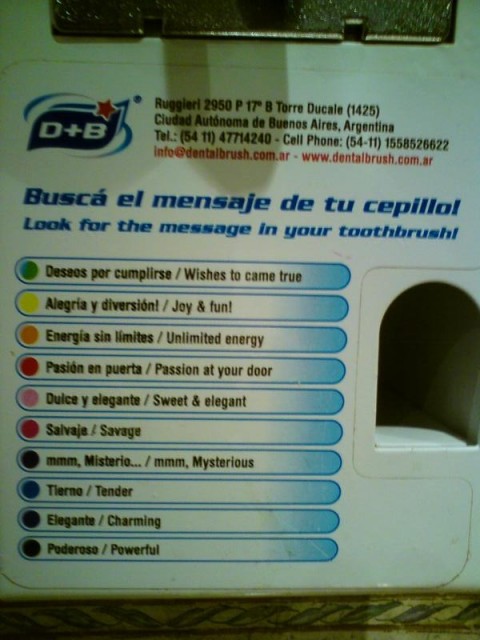 D+B®
Ruggieri 2950 P 17º B Torre Ducale (1425)
Ciudad Autónoma de Buenos Aires, Argentina
Tel.: (54 11) 47714240 - Cell Phone: (54-11) 1558526622
info@dentalbrush.com.ar - www.dentalbrush.com.ar
Buscá el mensaje de tu cepillo!
Look for the message in your toothbrush!
Deseos por cumplirse / Wishes to came true
Alegría y diversión! / Joy & fun!
Energía sin límites / Unlimited energy
Pasión en puerta / Passion at your door
Dulce y elegante / Sweet & elegant
Salvaje / Savage
mmm, Misterio... / mmm, Mysterious
Tierno / Tender
Elegante / Charming
Poderoso / Powerful